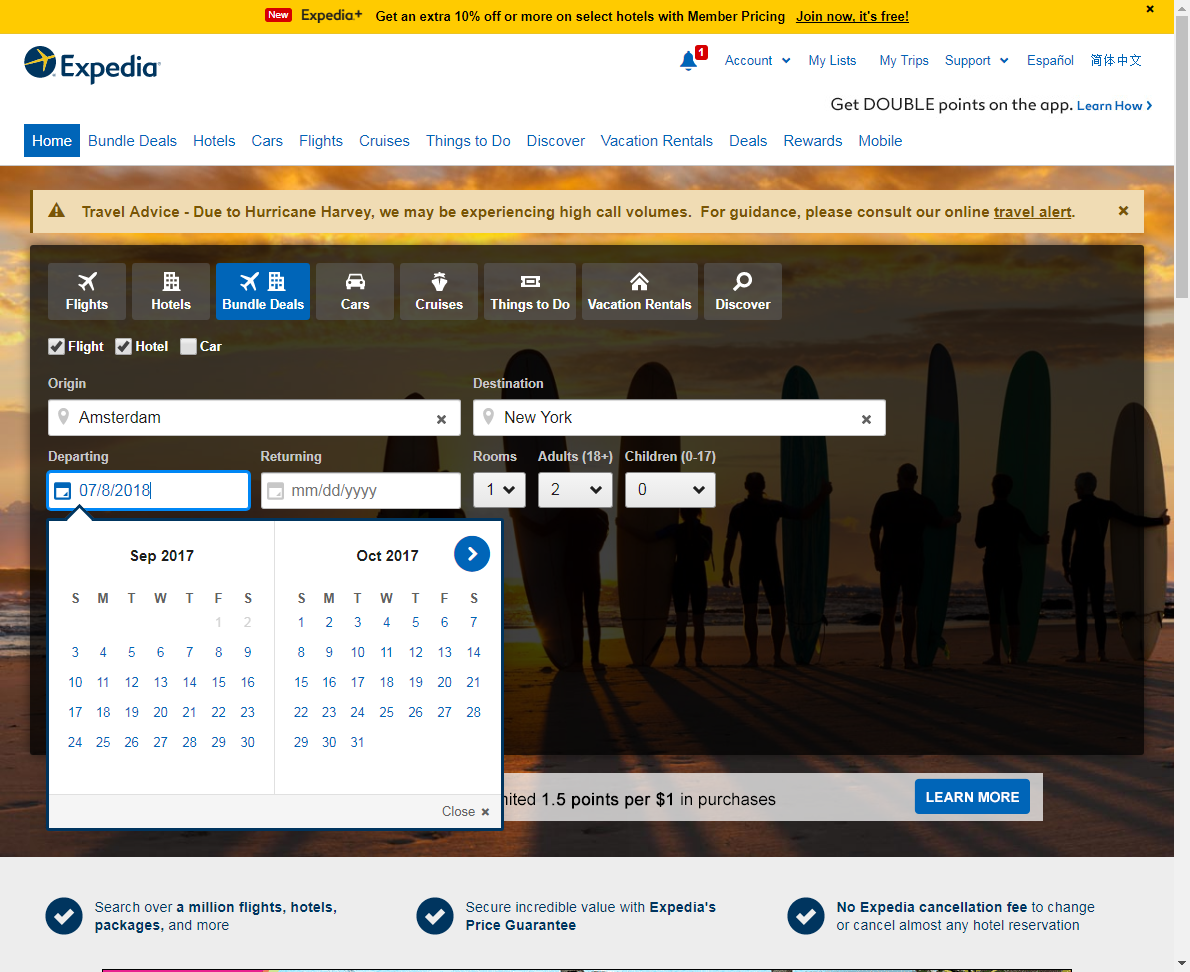 New Expedia+ Get an extra 10% off or more on select hotels with Member Pricing Join now, it's free!
Expedia
1 Account My Lists My Trips Support Español 简体中文
Get DOUBLE points on the app. Learn How
Home Bundle Deals Hotels Cars Flights Cruises Things to Do Discover Vacation Rentals Deals Rewards Mobile
Travel Advice - Due to Hurricane Harvey, we may be experiencing high call volumes. For guidance, please consult our online travel alert.
Flights Hotels Bundle Deals Cars Cruises Things to Do Vacation Rentals Discover
Flight Hotel Car
Origin Destination
Amsterdam New York
Departing Returning Rooms Adults (18+) Children (0-17)
07/8/2018 mm/dd/yyyy 1 2 0
Sep 2017 Oct 2017
S M T W T F S S M T W T F S
1 2 1 2 3 4 5 6 7
3 4 5 6 7 8 9 8 9 10 11 12 13 14
10 11 12 13 14 15 16 15 16 17 18 19 20 21
17 18 19 20 21 22 23 22 23 24 25 26 27 28
24 25 26 27 28 29 30 29 30 31
Close
1.5 points per $1 in purchases LEARN MORE
Search over a million flights, hotels,
packages, and more
Secure incredible value with Expedia's
Price Guarantee
No Expedia cancellation fee to change
or cancel almost any hotel reservation